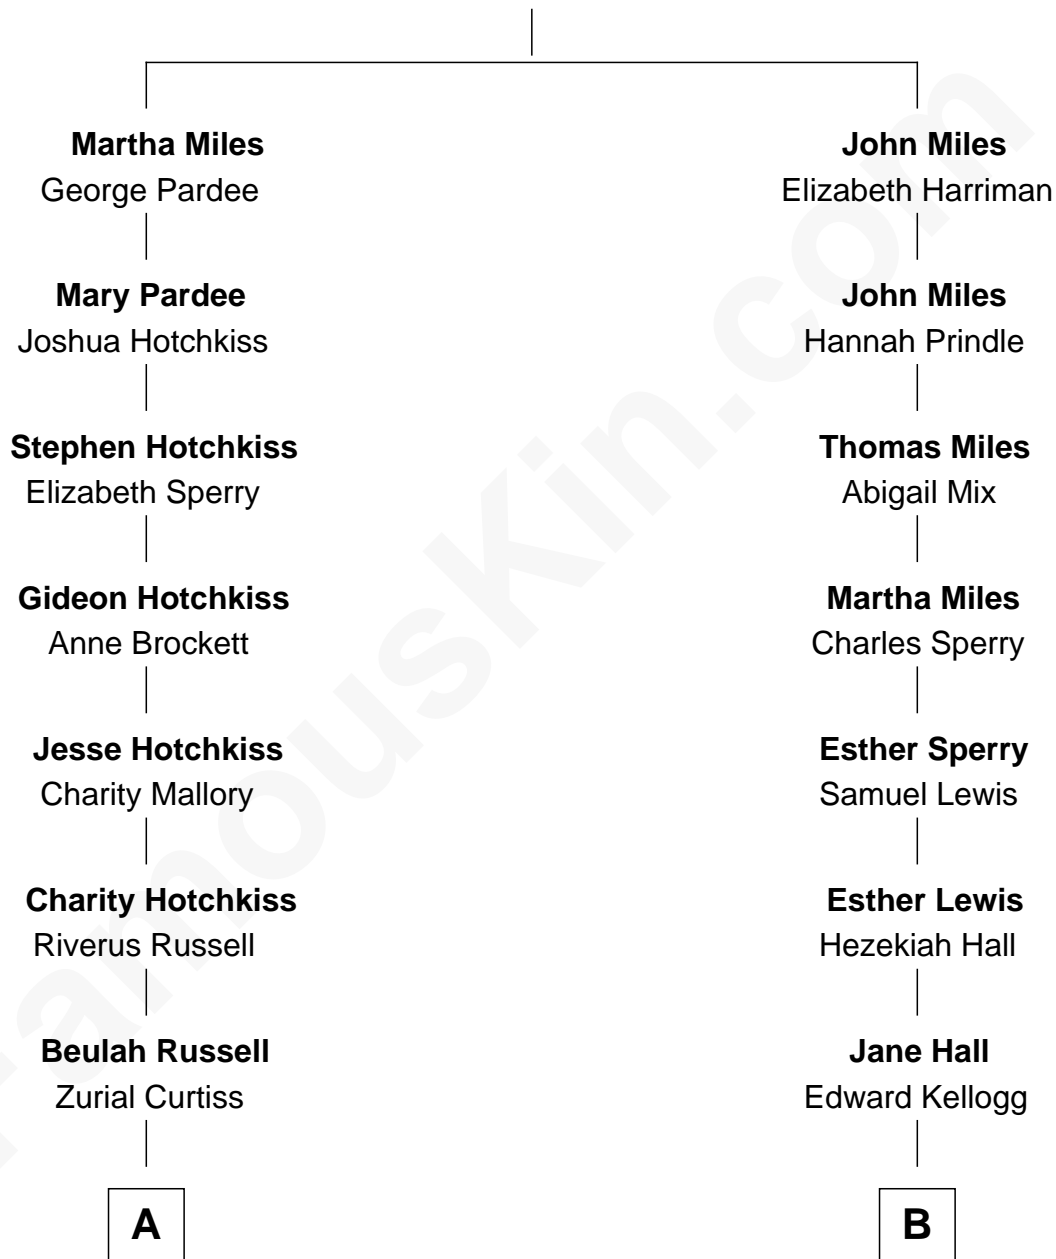 Martha Miles
George Pardee
John Miles
Elizabeth Harriman
Mary Pardee
Joshua Hotchkiss
John Miles
Hannah Prindle
Stephen Hotchkiss
Elizabeth Sperry
Thomas Miles
Abigail Mix
Gideon Hotchkiss
Anne Brockett
Martha Miles
Charles Sperry
Jesse Hotchkiss
Charity Mallory
Esther Sperry
Samuel Lewis
Charity Hotchkiss
Riverus Russell
Esther Lewis
Hezekiah Hall
Beulah Russell
Zurial Curtiss
Jane Hall
Edward Kellogg
A
B
FamousKin.com